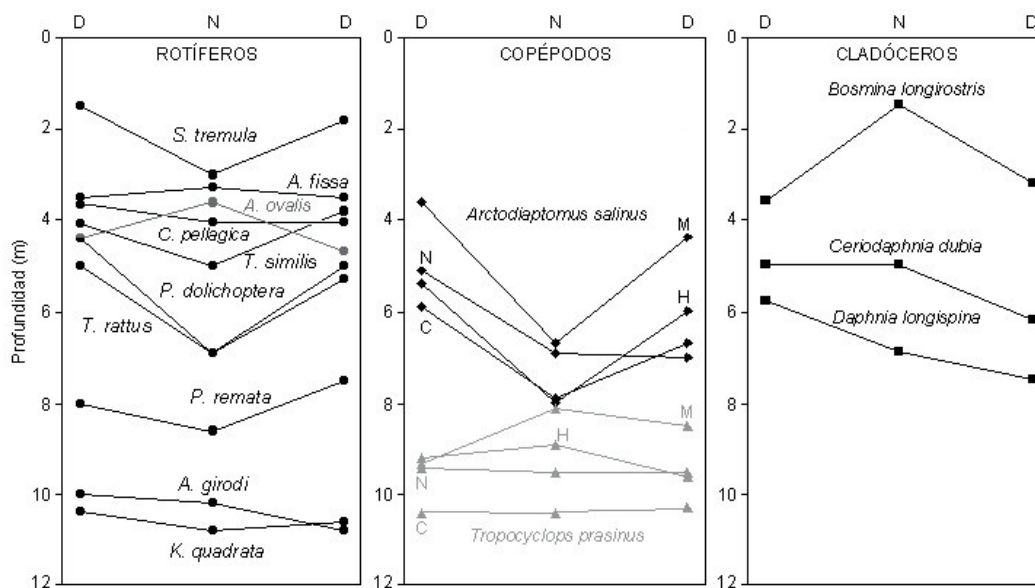 D N D
D N D
D N D
0
2
4
6
8
10
12
Profundidad (m)
ROTÍFEROS
S. tremula
A. fissa
A. ovalis
C. pellagica
T. similis
P. dolichoptera
T. rattus
P. remata
A. girodi
K. quadrata
0
2
4
6
8
10
12
COPÉPODOS
Arctodiaptomus salinus
M
N
H
C
M
H
N
C
Tropocyclops prasinus
0
2
4
6
8
10
12
CLADÓCEROS
Bosmina longirostris
Ceriodaphnia dubia
Daphnia longispina